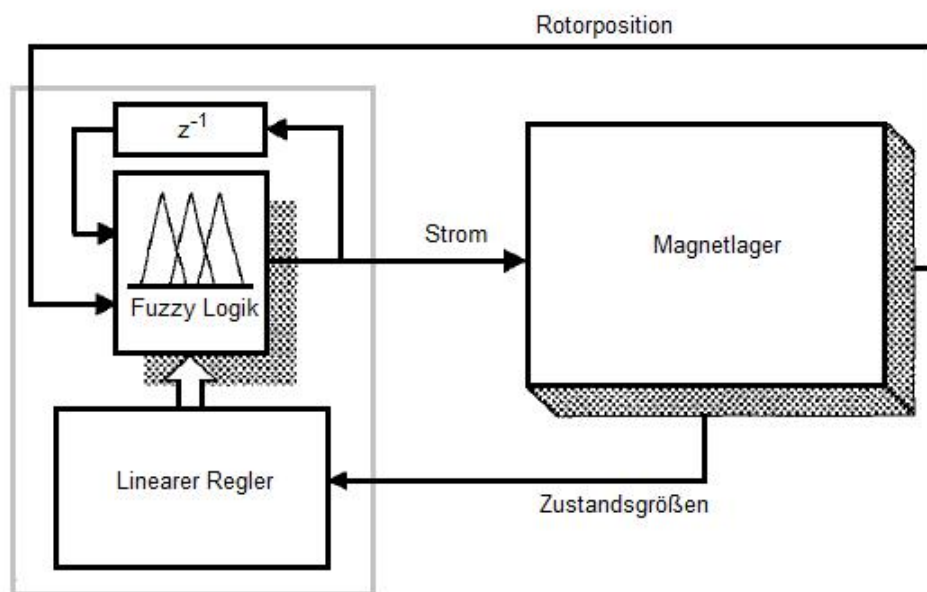 Rotorposition
z-1
Strom
Magnetlager
Fuzzy Logik
Linearer Regler
Zustandsgrößen